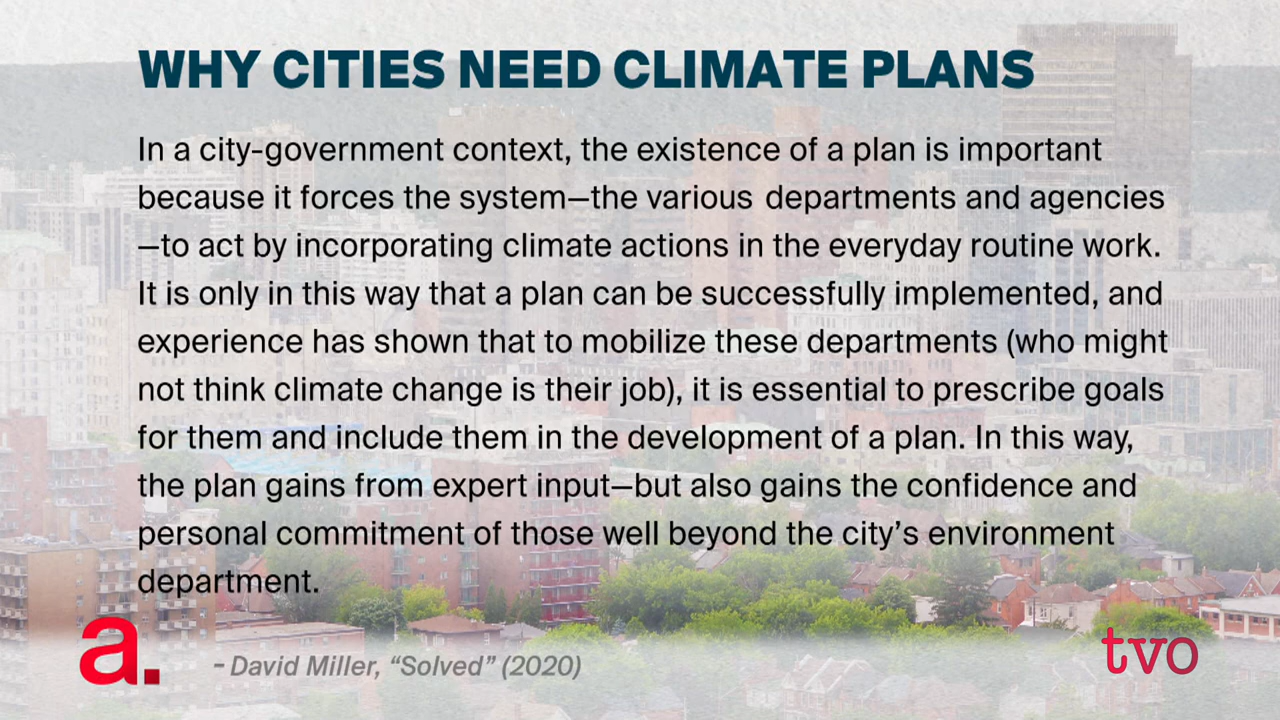 WHY CITIES NEED CLIMATE PLANS
In a city-government context, the existence of a plan is important
because it forces the system—the various departments and agencies
—to act by incorporating climate actions in the everyday routine work.
It is only in this way that a plan can be successfully implemented, and
experience has shown that to mobilize these departments (who might
not think climate change is their job), it is essential to prescribe goals
for them and include them in the development of a plan. In this way,
the plan gains from expert input—but also gains the confidence and
personal commitment of those well beyond the city's environment
department.
a.
- David Miller, “Solved” (2020)
tvo